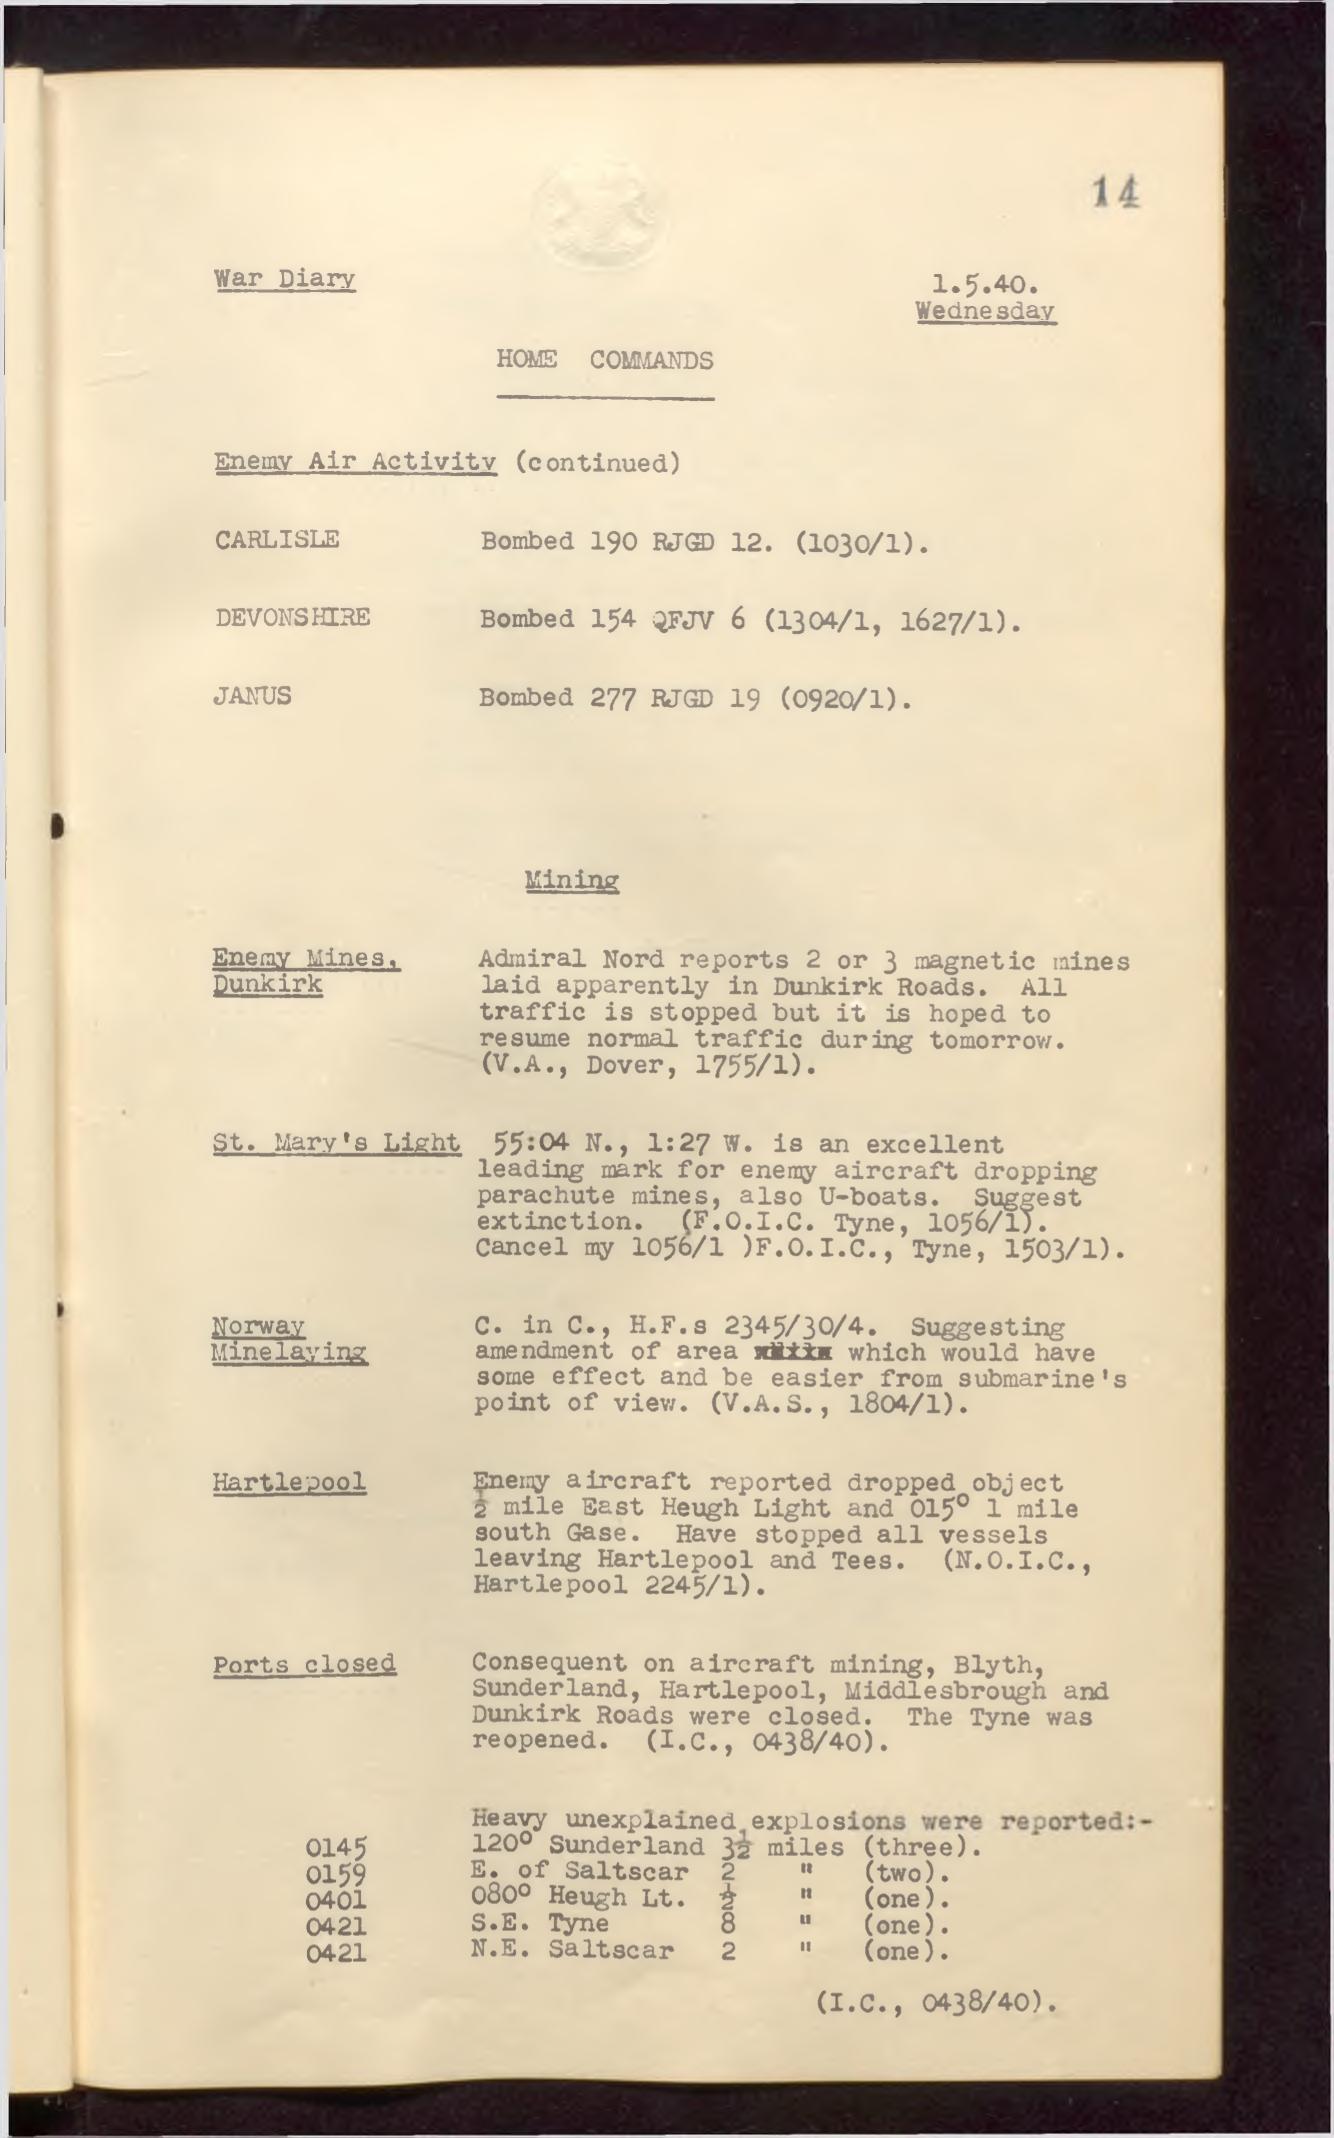 14
War Diary 1.5.40.
Wednesday
HOME COMMANDS
Enemy Air Activity (continued)
CARLISLE Bombed 190 RJGD 12. (1030/1).
DEVONSHIRE Bombed 154 QFJV 6 (1304/1, 1627/1).
JANUS Bombed 277 RJGD 19 (0920/1).
Mining
Enemy Mines, Admiral Nord reports 2 or 3 magnetic mines
Dunkirk laid apparently in Dunkirk Roads. All
traffic is stopped but it is hoped to
resume normal traffic during tomorrow.
(V.A., Dover, 1755/1).
St. Mary's Light 55:04 N., 1:27 W. is an excellent
leading mark for enemy aircraft dropping
parachute mines, also U-boats. Suggest
extinction. (F.O.I.C. Tyne, 1056/1).
Cancel my 1056/1 )F.O.I.C., Tyne, 1503/1).
Norway C. in C., H.F.s 2345/30/4. Suggesting
Minelaying amendment of area which would have
some effect and be easier from submarine's
point of view. (V.A.S., 1804/1).
Hartlepool Enemy aircraft reported dropped object
½ mile East Heugh Light and 015° 1 mile
south Gase. Have stopped all vessels
leaving Hartlepool and Tees. (N.O.I.C.,
Hartlepool 2245/1).
Ports closed Consequent on aircraft mining, Blyth,
Sunderland, Hartlepool, Middlesbrough and
Dunkirk Roads were closed. The Tyne was
reopened. (I.C., 0438/40).
Heavy unexplained explosions were reported:-
0145 120° Sunderland 3½ miles (three).
0159 E. of Saltscar 2 " (two).
0401 080° Heugh Lt. ½ " (one).
0421 S.E. Tyne 8 " (one).
0421 N.E. Saltscar 2 " (one).
(I.C., 0438/40).